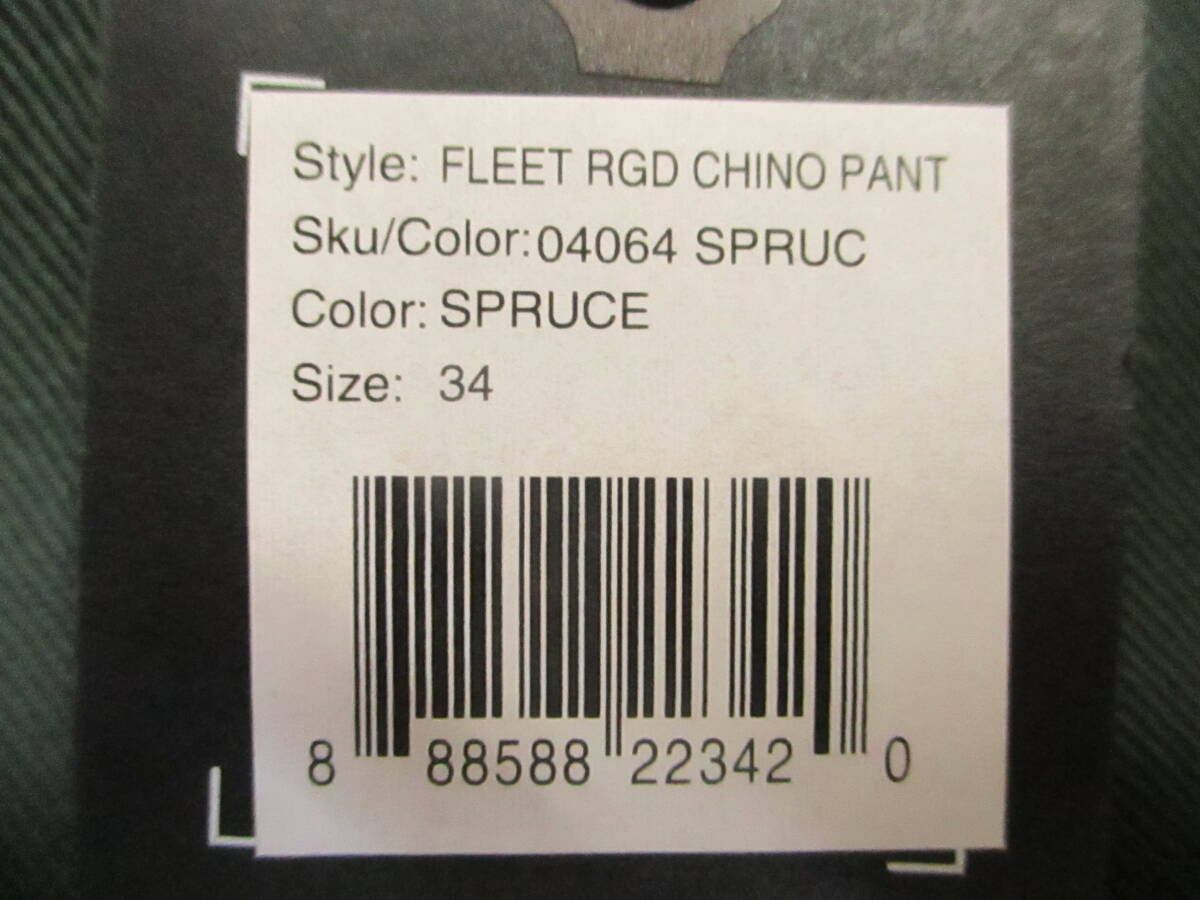 Style: FLEET RGD CHINO PANT
Sku/Color: 04064 SPRUC
Color: SPRUCE
Size: 34
8 88588 22342 0